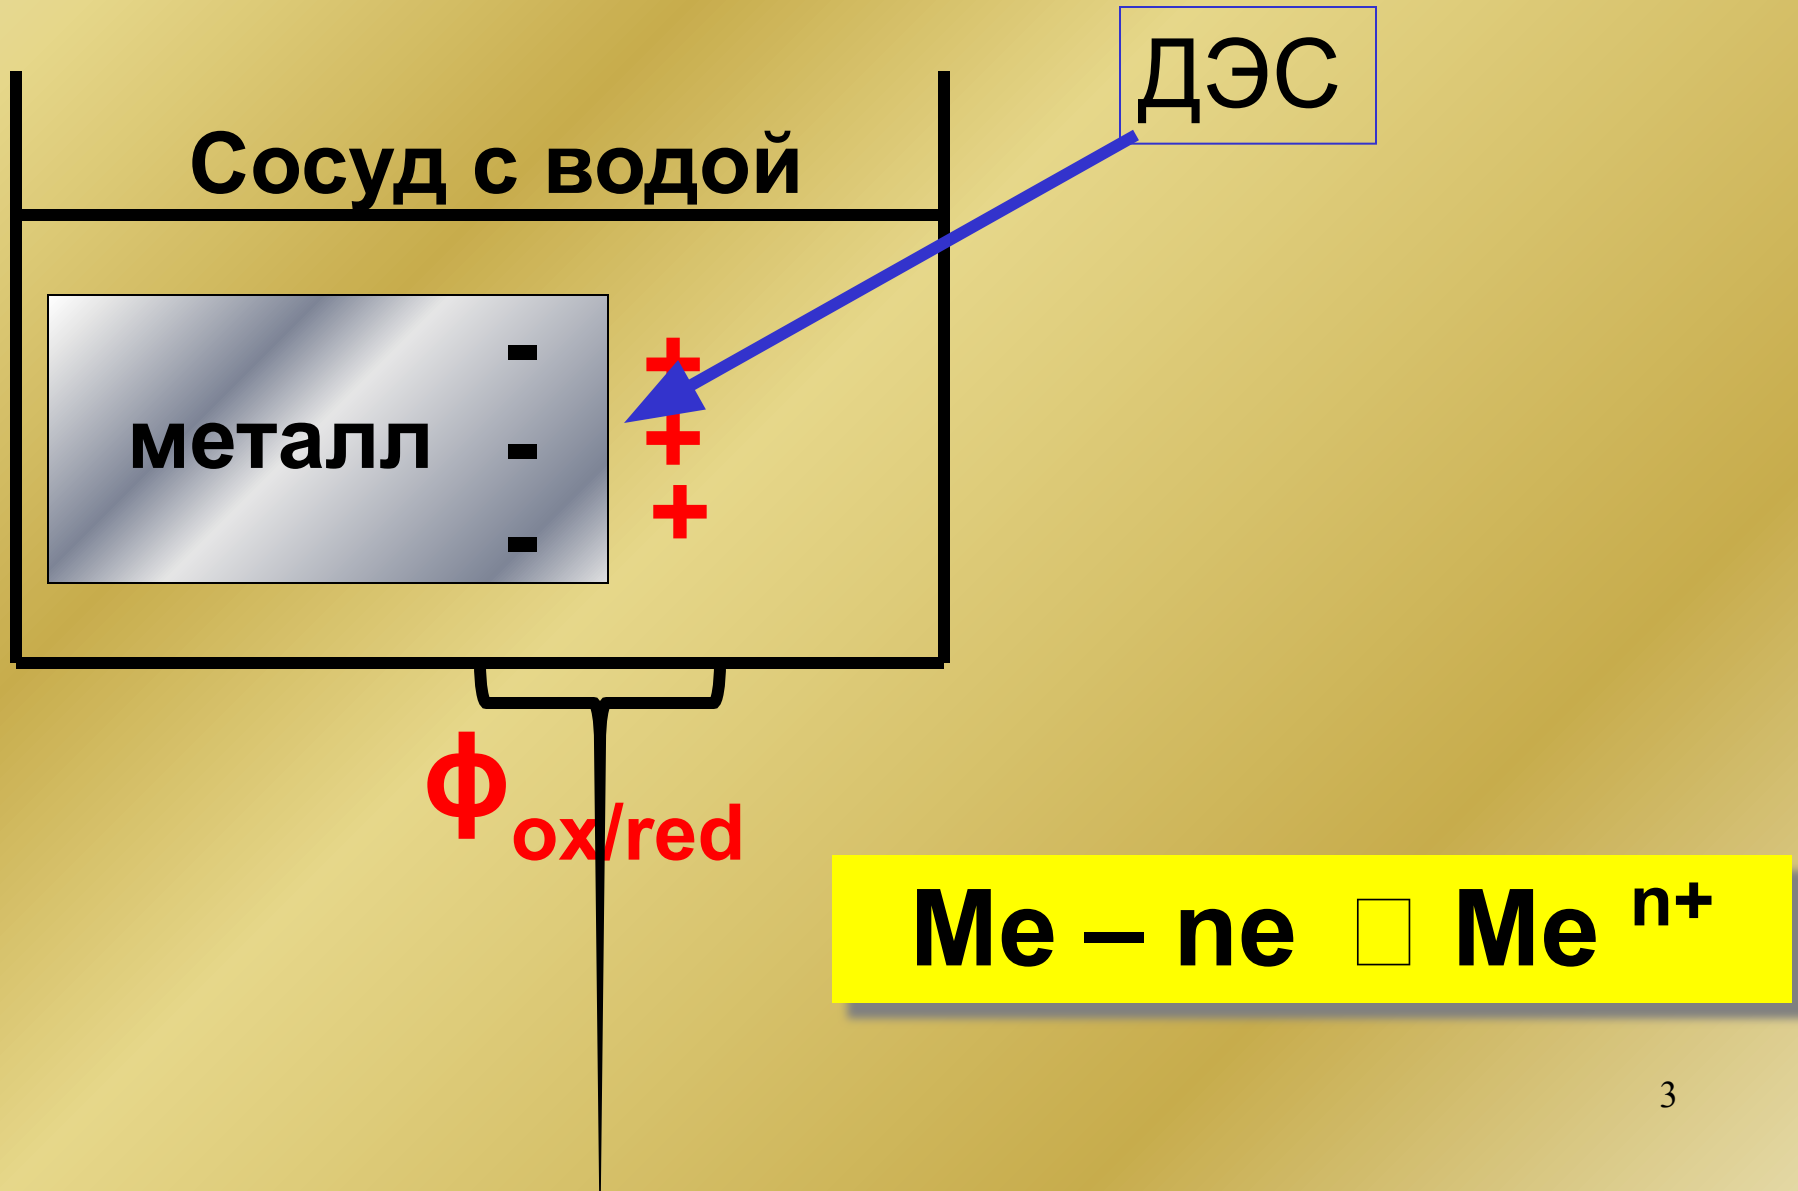 ДЭС
Сосуд с водой
- +
металл - +
- +
ϕox/red
Me – ne □ Me n+
3